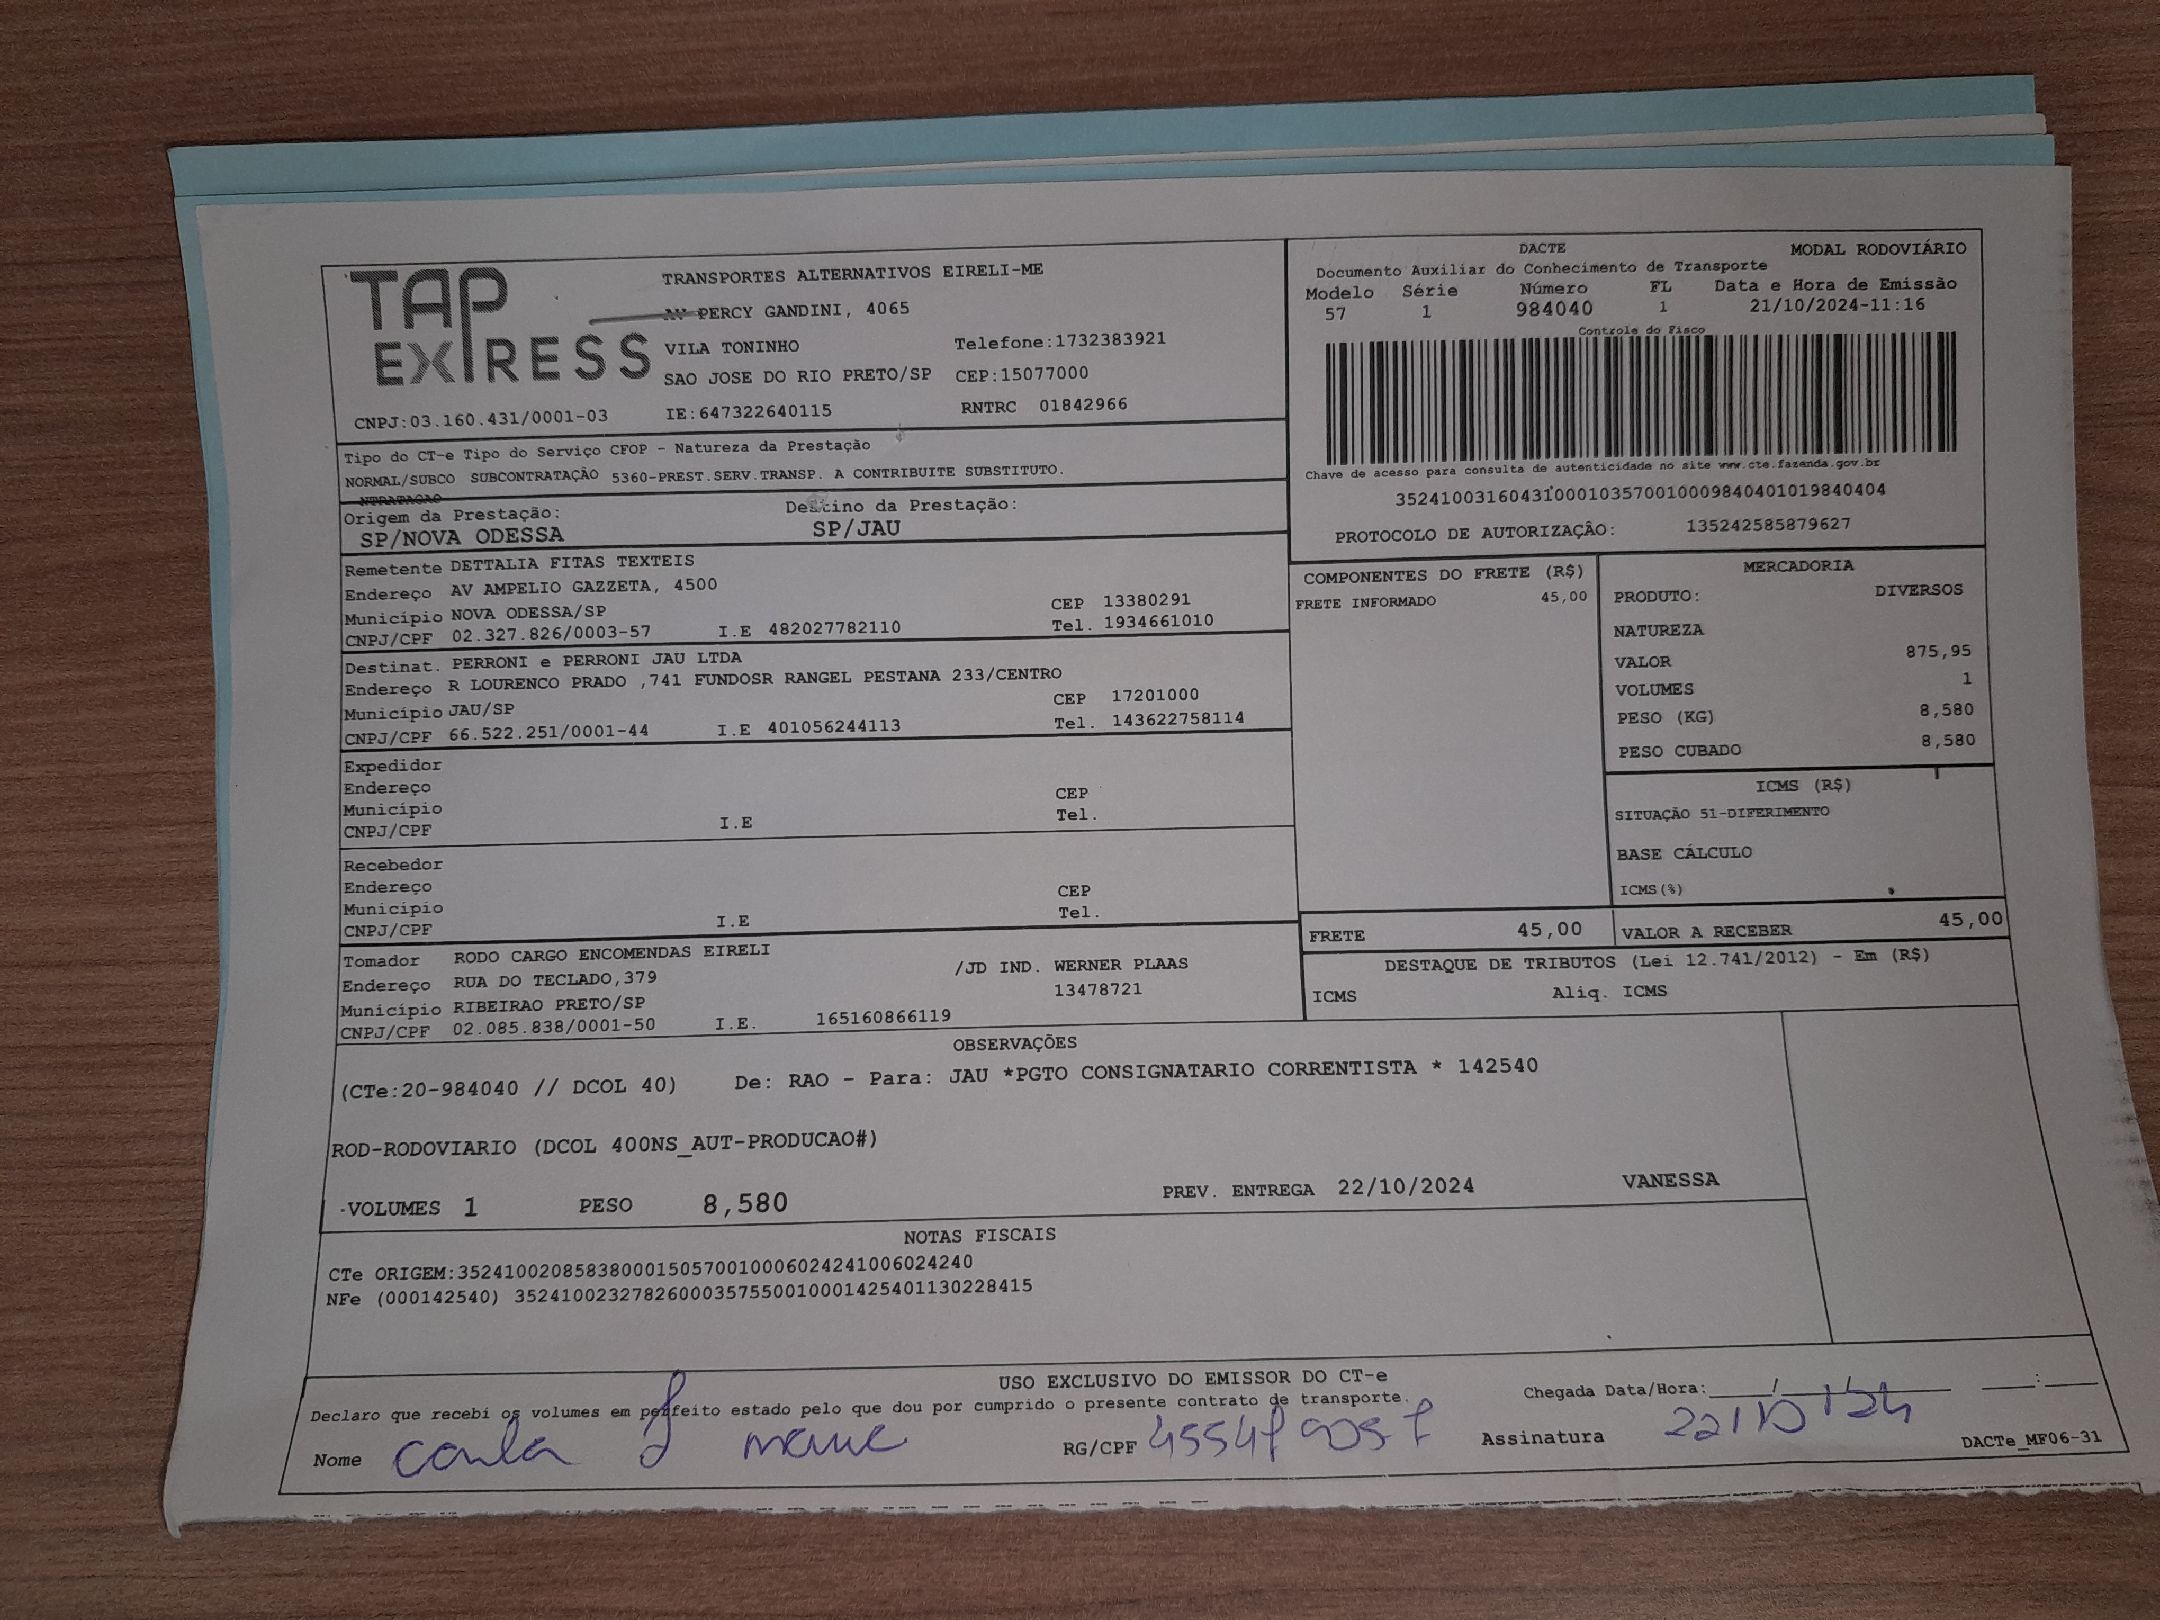 TAP EXPRESS
TRANSPORTES ALTERNATIVOS EIRELI-ME
AV PERCY GANDINI, 4065
VILA TONINHO Telefone:1732383921
SAO JOSE DO RIO PRETO/SP CEP:15077000
CNPJ:03.160.431/0001-03 IE:647322640115 RNTRC 01842966
DACTE MODAL RODOVIÁRIO
Documento Auxiliar do Conhecimento de Transporte
Modelo Série Número FL Data e Hora de Emissão
57 1 984040 1 21/10/2024-11:16
Controle do Fisco
Chave de acesso para consulta de autenticidade no site www.cte.fazenda.gov.br
35241003160431000103570010009840401019840404
PROTOCOLO DE AUTORIZAÇÃO: 135242585879627
Tipo do CT-e Tipo do Serviço CFOP - Natureza da Prestação
NORMAL/SUBCO SUBCONTRATAÇÃO 5360-PREST.SERV.TRANSP. A CONTRIBUITE SUBSTITUTO.
NTRATACAO
Origem da Prestação: Destino da Prestação:
SP/NOVA ODESSA SP/JAU
Remetente DETTALIA FITAS TEXTEIS
Endereço AV AMPELIO GAZZETA, 4500
Município NOVA ODESSA/SP CEP 13380291
CNPJ/CPF 02.327.826/0003-57 I.E 482027782110 Tel. 1934661010
Destinat. PERRONI e PERRONI JAU LTDA
Endereço R LOURENCO PRADO ,741 FUNDOSR RANGEL PESTANA 233/CENTRO
Município JAU/SP CEP 17201000
CNPJ/CPF 66.522.251/0001-44 I.E 401056244113 Tel. 143622758114
Expedidor
Endereço
Município CEP
CNPJ/CPF I.E Tel.
Recebedor
Endereço
Município CEP
CNPJ/CPF I.E Tel.
Tomador RODO CARGO ENCOMENDAS EIRELI
Endereço RUA DO TECLADO,379 /JD IND. WERNER PLAAS
Município RIBEIRAO PRETO/SP 13478721
CNPJ/CPF 02.085.838/0001-50 I.E. 165160866119
COMPONENTES DO FRETE (R$)
FRETE INFORMADO 45,00
MERCADORIA
PRODUTO: DIVERSOS
NATUREZA
VALOR 875,95
VOLUMES 1
PESO (KG) 8,580
PESO CUBADO 8,580
ICMS (R$)
SITUAÇÃO 51-DIFERIMENTO
BASE CÁLCULO
ICMS(%)
FRETE 45,00 VALOR A RECEBER 45,00
DESTAQUE DE TRIBUTOS (Lei 12.741/2012) - Em (R$)
ICMS Aliq. ICMS
OBSERVAÇÕES
(CTe:20-984040 // DCOL 40) De: RAO - Para: JAU *PGTO CONSIGNATARIO CORRENTISTA * 142540
ROD-RODOVIARIO (DCOL 400NS_AUT-PRODUCAO#)
-VOLUMES 1 PESO 8,580 PREV. ENTREGA 22/10/2024 VANESSA
NOTAS FISCAIS
CTe ORIGEM:35241002085838000150570010006024241006024240
NFe (000142540) 35241002327826000357550010001425401130228415
USO EXCLUSIVO DO EMISSOR DO CT-e
Declaro que recebi os volumes em perfeito estado pelo que dou por cumprido o presente contrato de transporte.
Chegada Data/Hora:____/____/____ ____:____
Nome RG/CPF Assinatura 22/10/24
DACTe_MF06-31